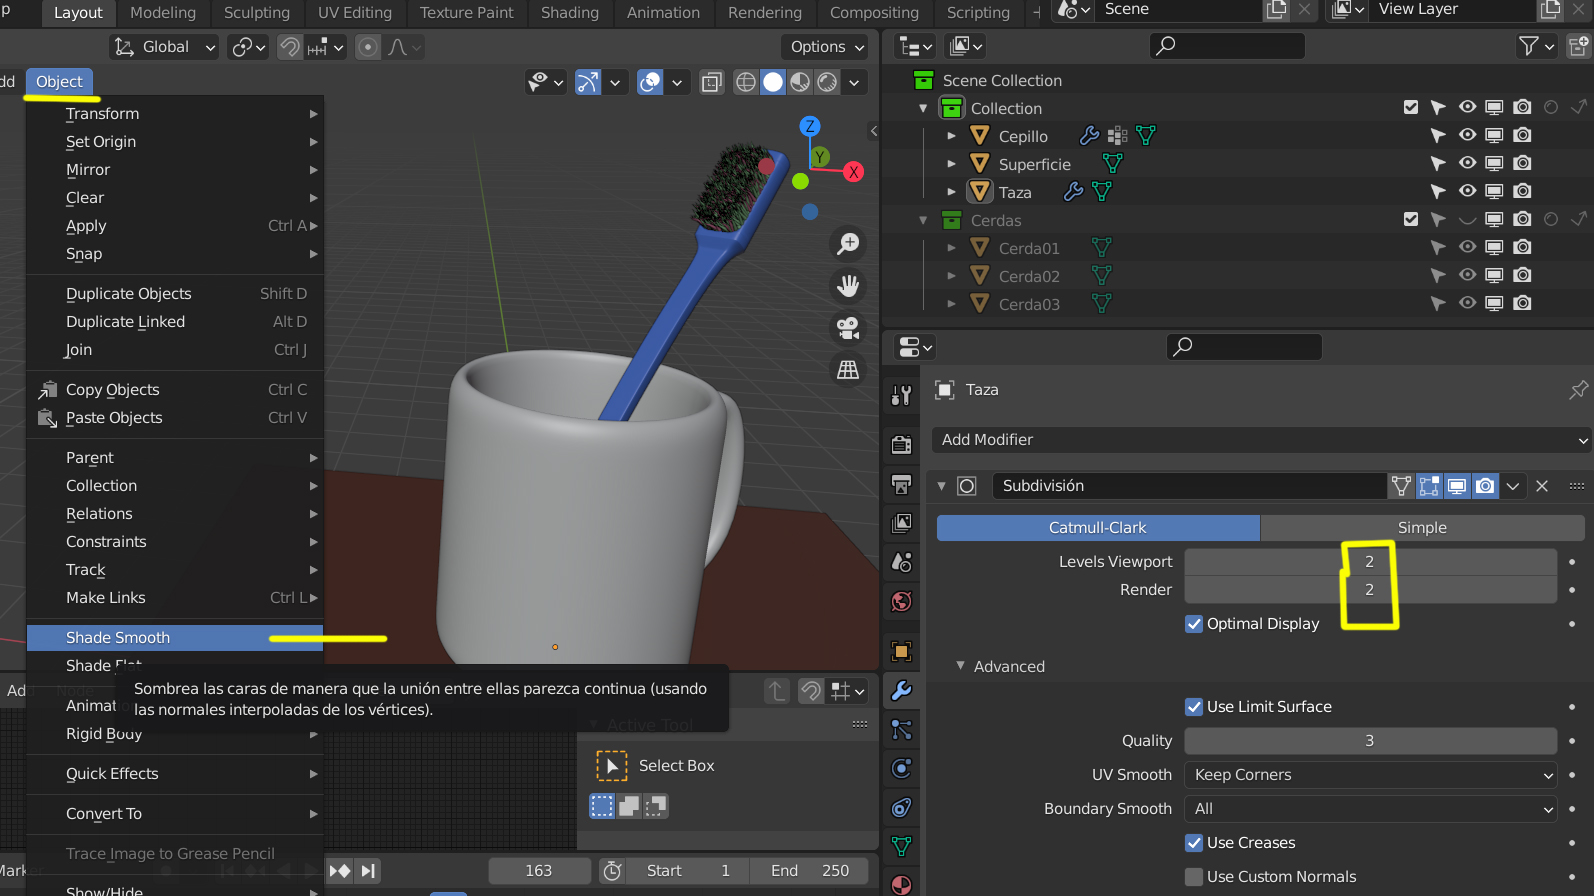 p
Layout
Modeling
Sculpting
UV Editing
Texture Paint
Shading
Animation
Rendering
Compositing
Scripting
Scene
View Layer
Global
Options
dd
Object
Transform
Set Origin
Mirror
Clear
Apply Ctrl A
Snap
Duplicate Objects Shift D
Duplicate Linked Alt D
Join Ctrl J
Copy Objects Ctrl C
Paste Objects Ctrl V
Parent
Collection
Relations
Constraints
Track
Make Links Ctrl L
Shade Smooth
Shade Flat
Sombrea las caras de manera que la unión entre ellas parezca continua (usando
las normales interpoladas de los vértices).
Rigid Body
Quick Effects
Convert To
Trace Image to Grease Pencil
Show/Hide
Z
Y
X
Add
Node
Active Tool
Select Box
163
Start 1
End 250
Scene Collection
Collection
Cepillo
Superficie
Taza
Cerdas
Cerda01
Cerda02
Cerda03
Taza
Add Modifier
Subdivisión
Catmull-Clark
Simple
Levels Viewport 2
Render 2
Optimal Display
Advanced
Use Limit Surface
Quality 3
UV Smooth Keep Corners
Boundary Smooth All
Use Creases
Use Custom Normals